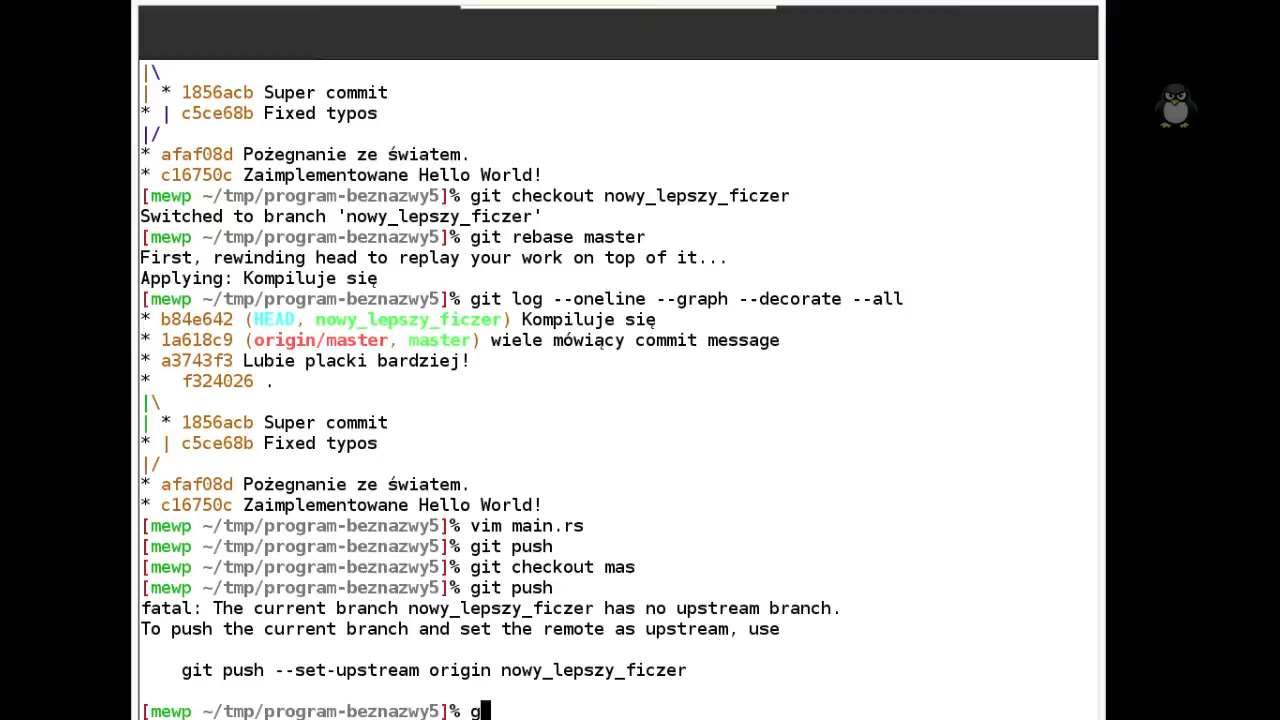 |\
| * 1856acb Super commit
* | c5ce68b Fixed typos
|/
* afaf08d Pożegnanie ze światem.
* c16750c Zaimplementowane Hello World!
[mewp ~/tmp/program-beznazwy5]% git checkout nowy_lepszy_ficzer
Switched to branch 'nowy_lepszy_ficzer'
[mewp ~/tmp/program-beznazwy5]% git rebase master
First, rewinding head to replay your work on top of it...
Applying: Kompiluje się
[mewp ~/tmp/program-beznazwy5]% git log --oneline --graph --decorate --all
* b84e642 (HEAD, nowy_lepszy_ficzer) Kompiluje się
* 1a618c9 (origin/master, master) wiele mówiący commit message
* a3743f3 Lubie placki bardziej!
*   f324026 .
|\
| * 1856acb Super commit
* | c5ce68b Fixed typos
|/
* afaf08d Pożegnanie ze światem.
* c16750c Zaimplementowane Hello World!
[mewp ~/tmp/program-beznazwy5]% vim main.rs
[mewp ~/tmp/program-beznazwy5]% git push
[mewp ~/tmp/program-beznazwy5]% git checkout mas
[mewp ~/tmp/program-beznazwy5]% git push
fatal: The current branch nowy_lepszy_ficzer has no upstream branch.
To push the current branch and set the remote as upstream, use
git push --set-upstream origin nowy_lepszy_ficzer
[mewp ~/tmp/program-beznazwy5]% g